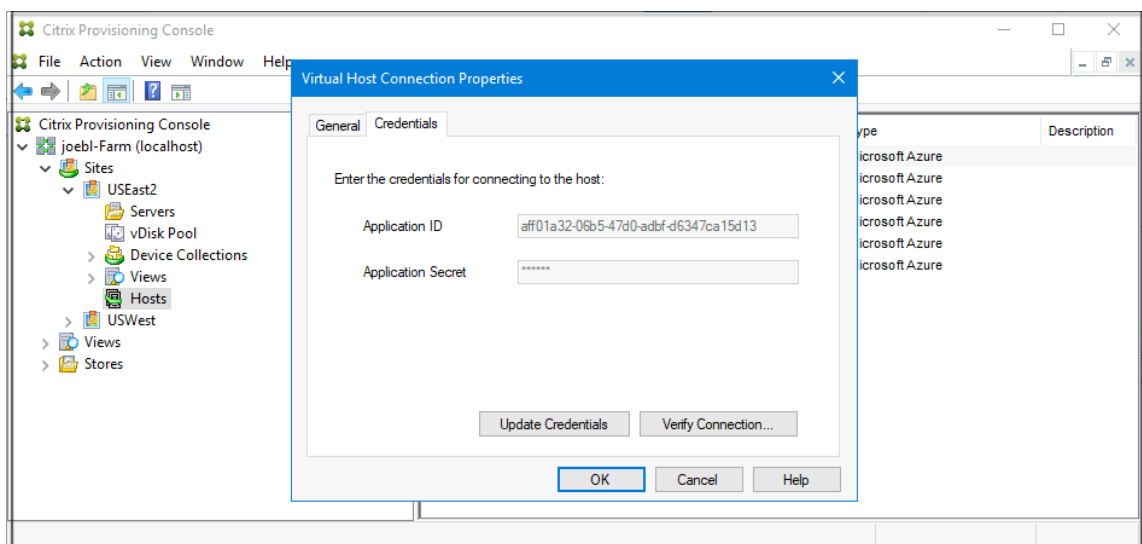 Citrix Provisioning Console
File Action View Window Help
Virtual Host Connection Properties
General Credentials
Enter the credentials for connecting to the host:
Application ID aff01a32-06b5-47d0-adbf-d6347ca15d13
Application Secret ******
Update Credentials Verify Connection...
OK Cancel Help
Citrix Provisioning Console
joebl-Farm (localhost)
Sites
USEast2
Servers
vDisk Pool
Device Collections
Views
Hosts
USWest
Views
Stores
ype Description
icrosoft Azure
icrosoft Azure
icrosoft Azure
icrosoft Azure
icrosoft Azure
icrosoft Azure